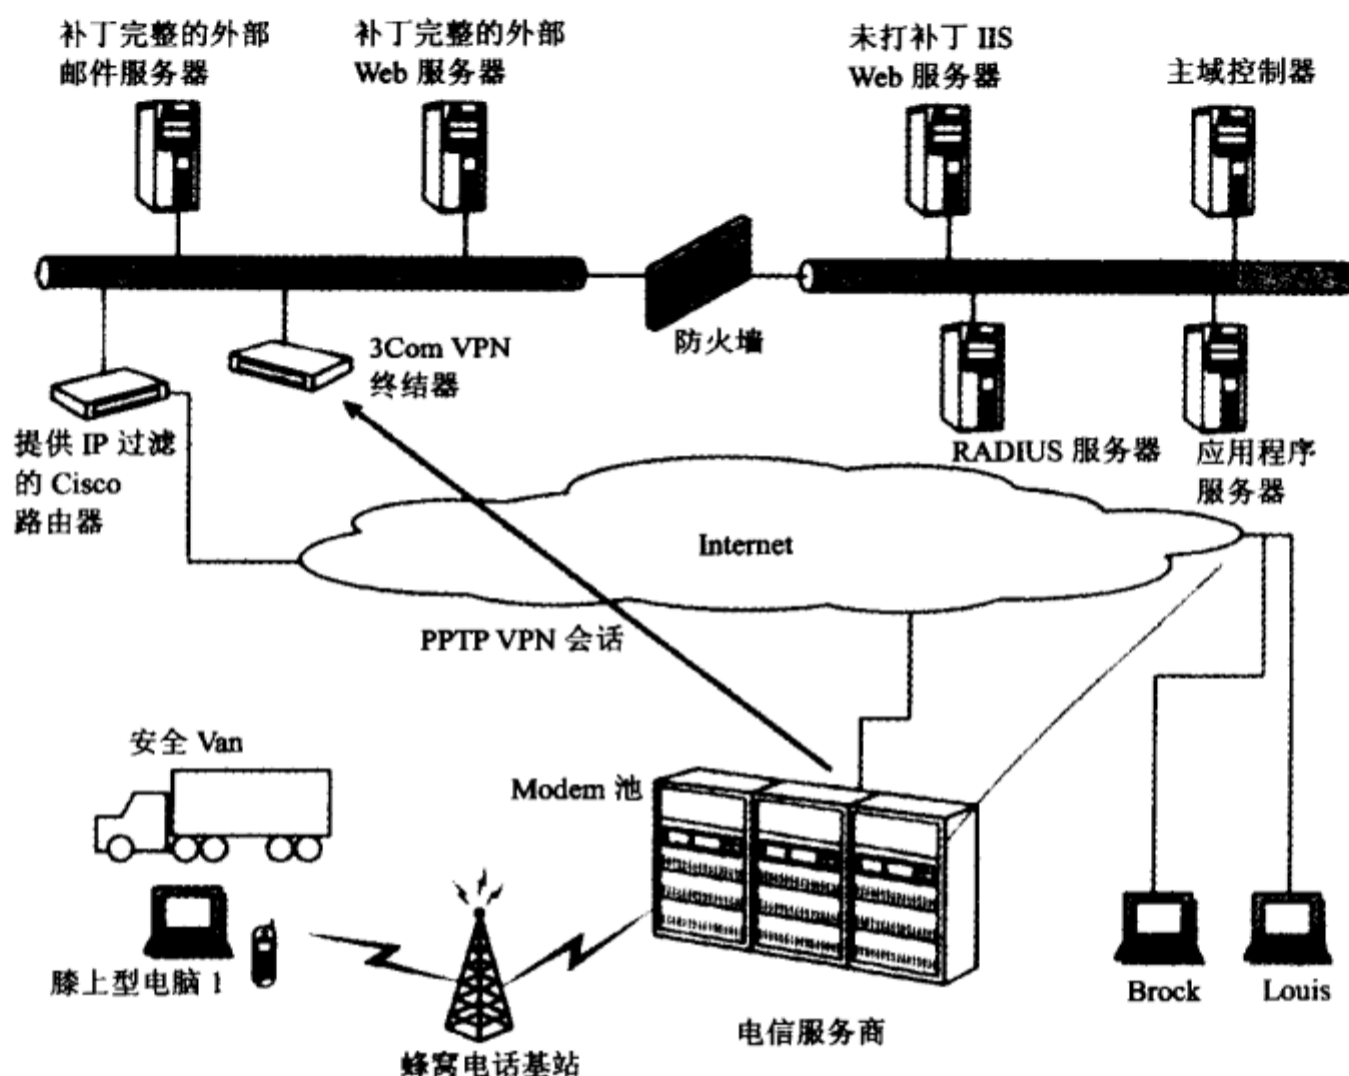 补丁完整的外部
邮件服务器
补丁完整的外部
Web 服务器
未打补丁 IIS
Web 服务器
主域控制器
3Com VPN
终结器
防火墙
提供 IP 过滤
的 Cisco
路由器
RADIUS 服务器
应用程序
服务器
Internet
PPTP VPN 会话
安全 Van
Modem 池
膝上型电脑 1
Brock
Louis
电信服务商
蜂窝电话基站